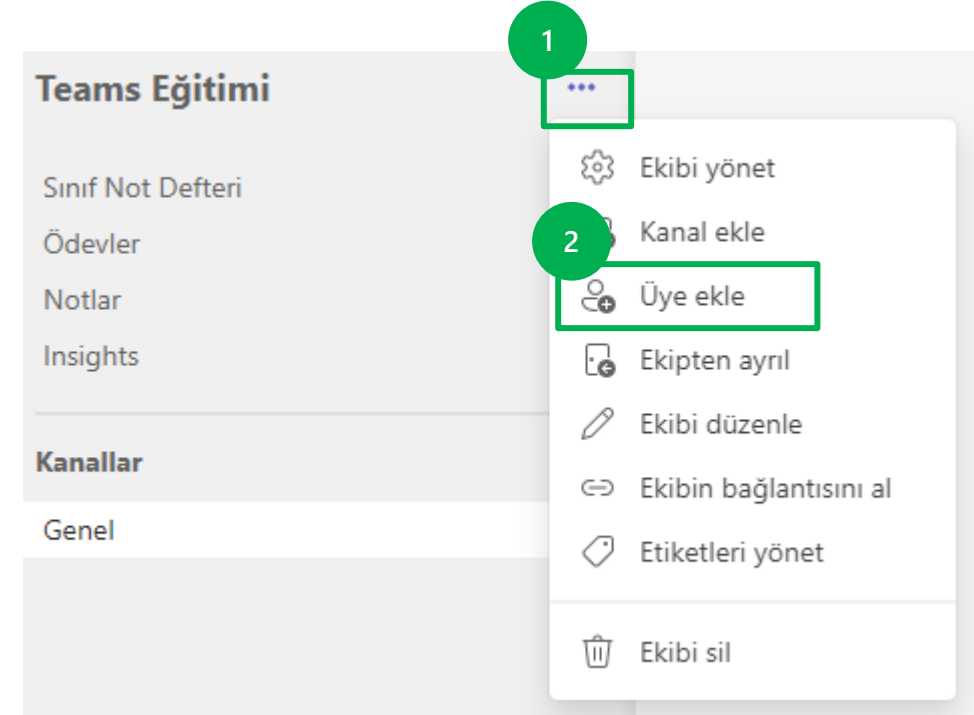 1
Teams Eğitimi
...
Sınıf Not Defteri
Ödevler
Notlar
Insights
Kanallar
Genel
Ekibi yönet
2
Kanal ekle
Üye ekle
Ekipten ayrıl
Ekibi düzenle
Ekibin bağlantısını al
Etiketleri yönet
Ekibi sil